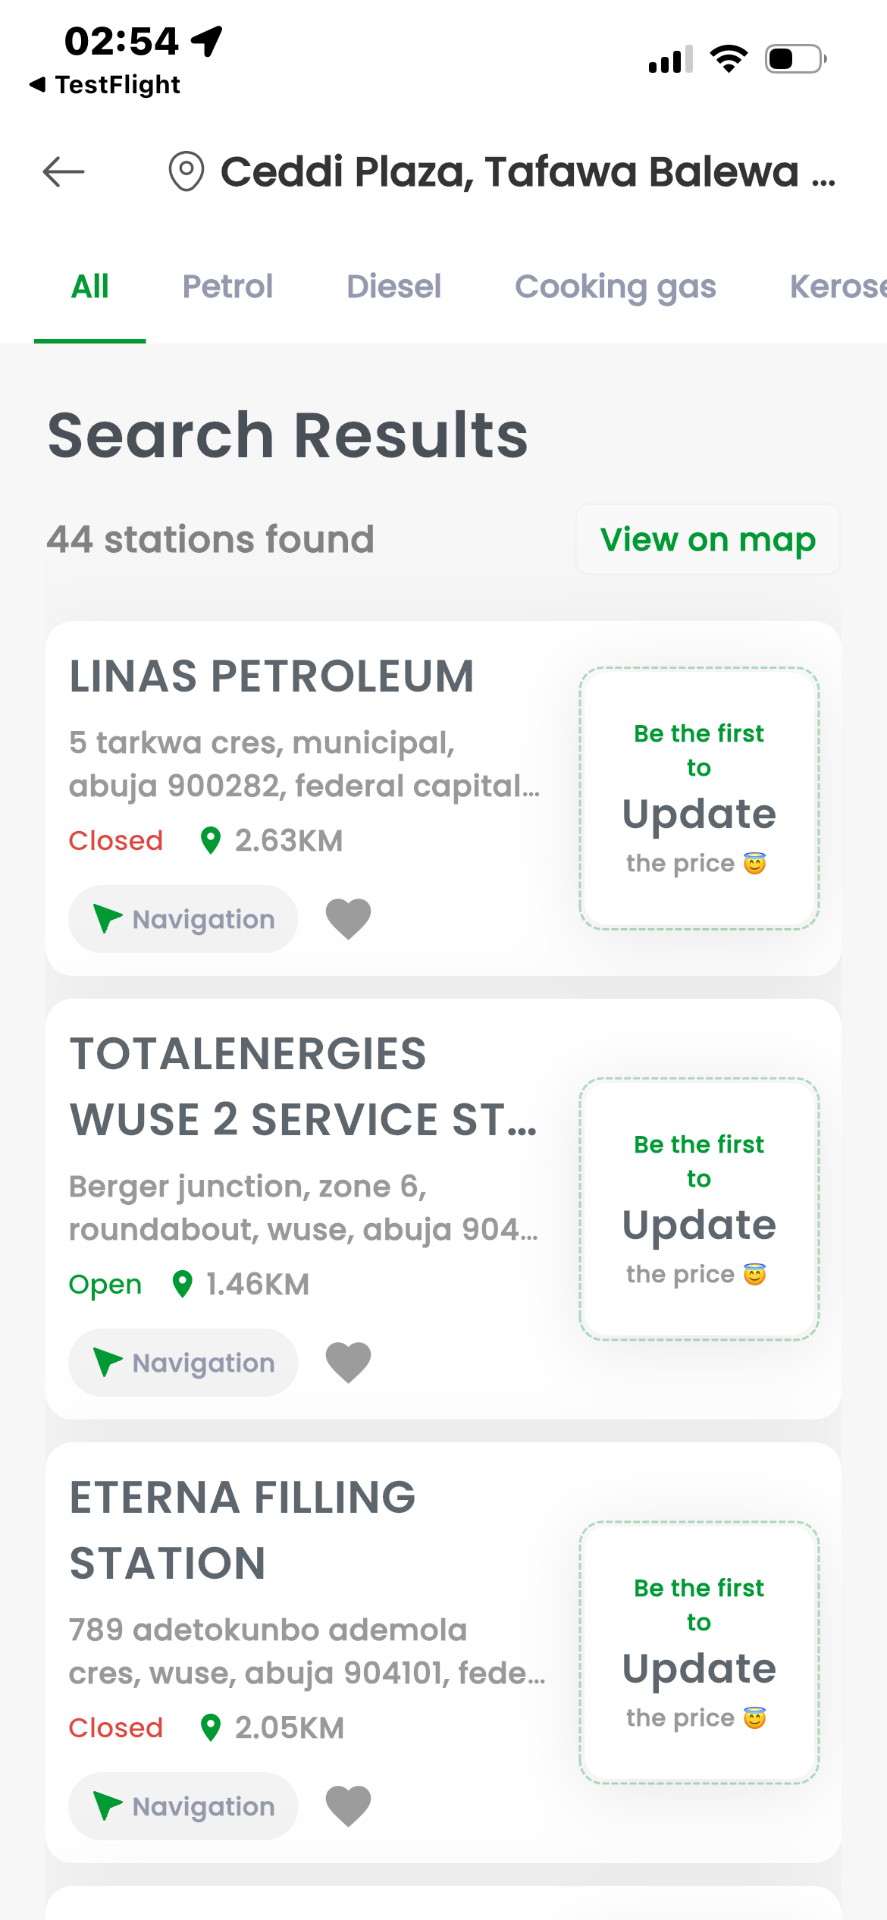 02:54
◀ TestFlight
Ceddi Plaza, Tafawa Balewa ...
All Petrol Diesel Cooking gas Kerose
Search Results
44 stations found
View on map
LINAS PETROLEUM
5 tarkwa cres, municipal,
abuja 900282, federal capital...
Closed 2.63KM
Navigation
Be the first
to
Update
the price 😇
TOTALENERGIES
WUSE 2 SERVICE ST...
Berger junction, zone 6,
roundabout, wuse, abuja 904...
Open 1.46KM
Navigation
Be the first
to
Update
the price 😇
ETERNA FILLING
STATION
789 adetokunbo ademola
cres, wuse, abuja 904101, fede...
Closed 2.05KM
Navigation
Be the first
to
Update
the price 😇